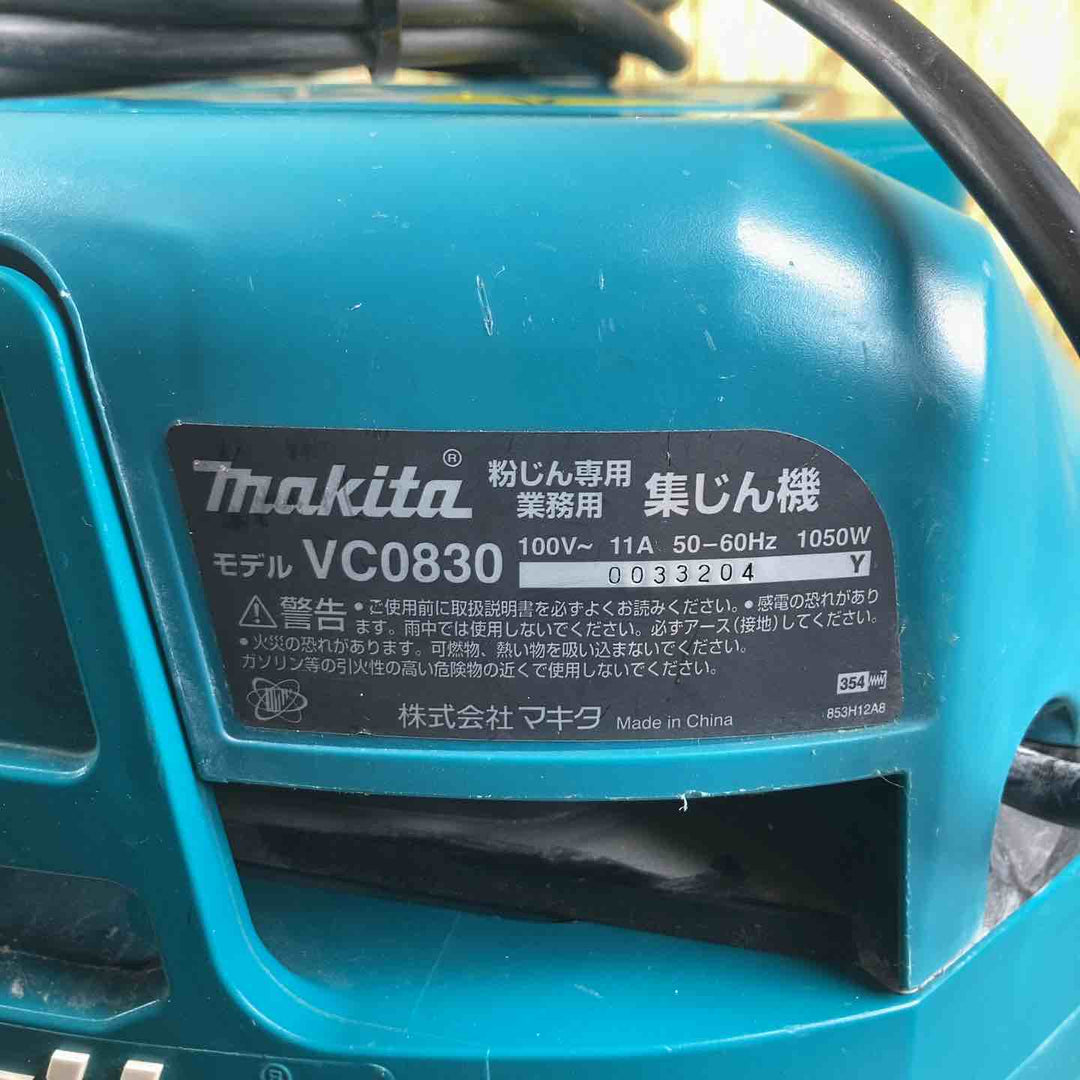 makita®
粉じん専用
業務用
集じん機
モデル VC0830
100V~ 11A 50-60Hz 1050W
0033204 Y
警告 • ご使用前に取扱説明書を必ずよくお読みください。 • 感電の恐れがあり
ます。雨中では使用しないでください。必ずアース(接地)してください。
• 火災の恐れがあります。可燃物、熱い物を吸い込まないでください。
ガソリン等の引火性の高い危険物の近くで使用しないでください。
354
853H12A8
株式会社マキタ Made in China
®